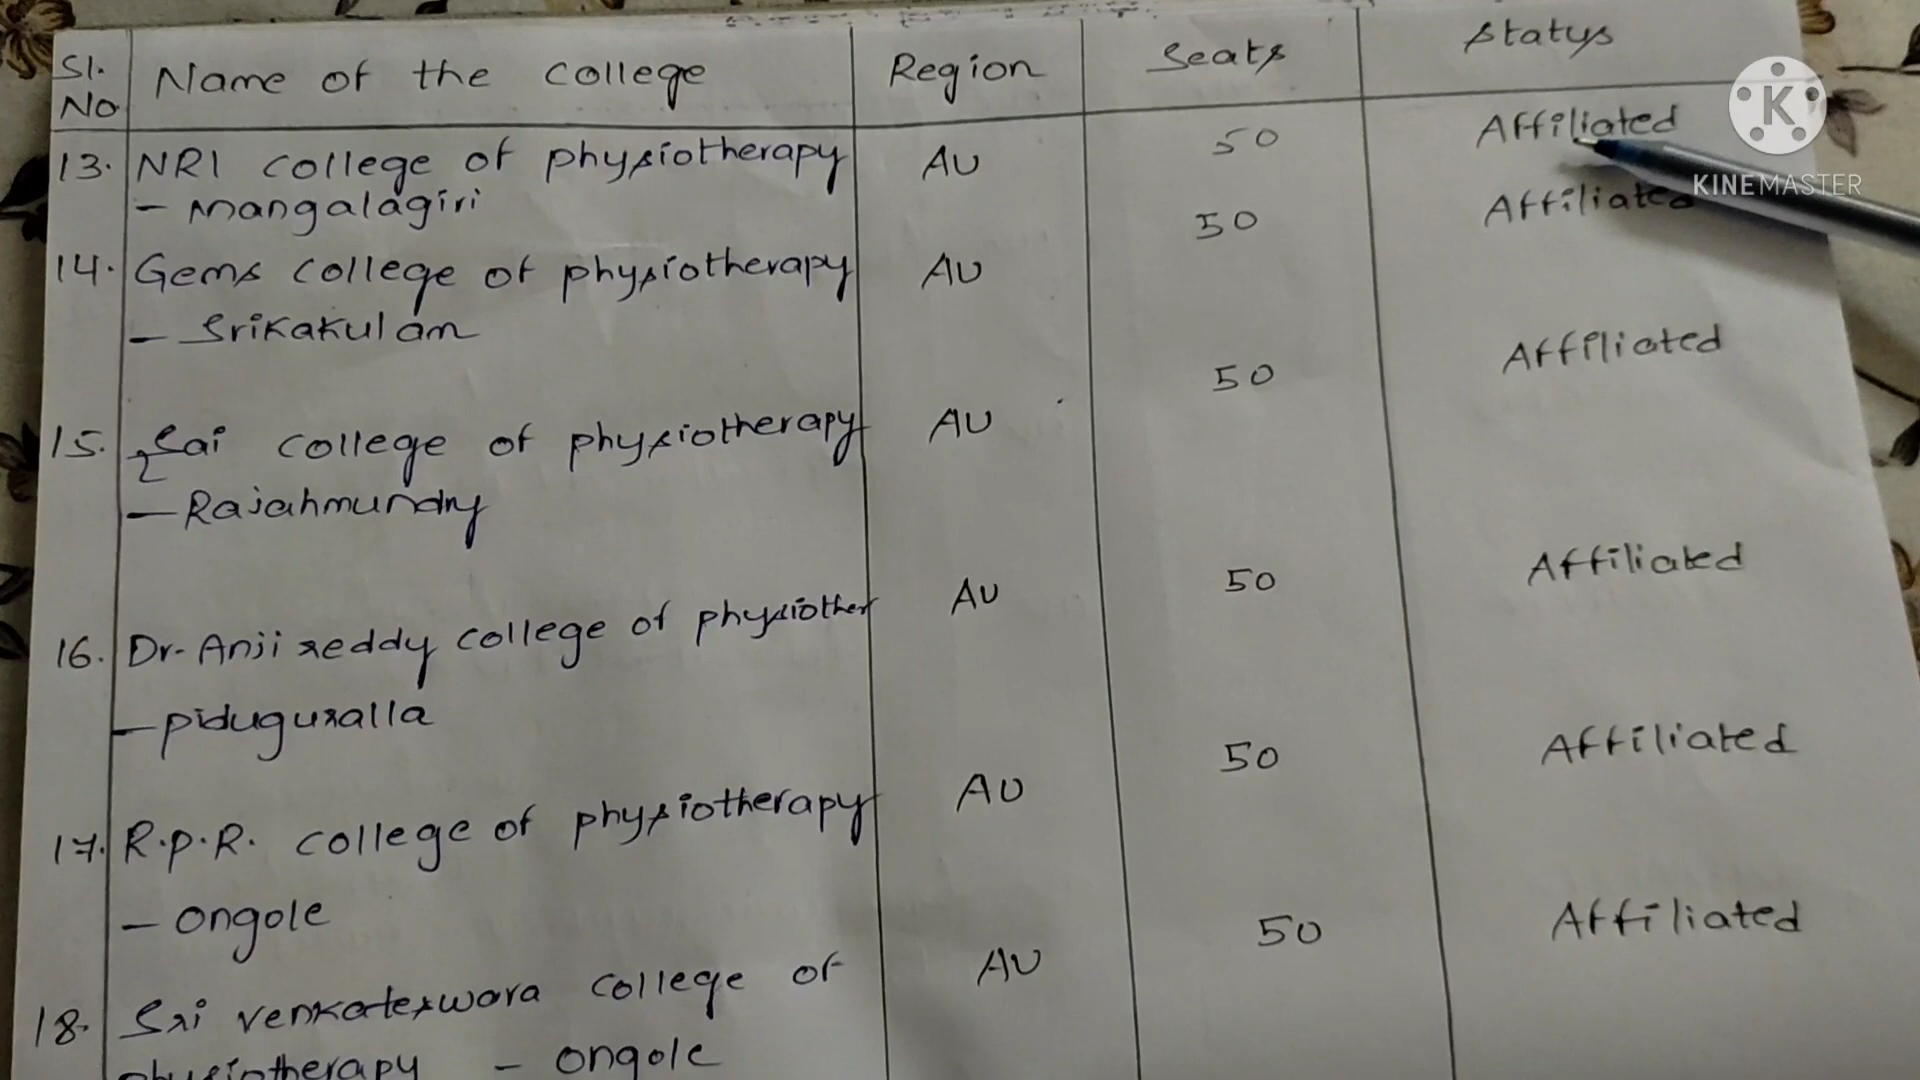 Sl. No Name of the college Region Seats Status
13. NRI college of physiotherapy AU 50 Affiliated
- Mangalagiri
14. Gems college of physiotherapy AU 50 Affiliated
- Srikakulam
15. Sai college of physiotherapy AU 50 Affiliated
- Rajahmundry
16. Dr. Anji reddy college of physiother AU 50 Affiliated
- piduguralla
17. R.p.R. college of physiotherapy AU 50 Affiliated
- ongole
18. Sri venkateswara college of AU 50 Affiliated
physiotherapy - ongole
K
KINEMASTER